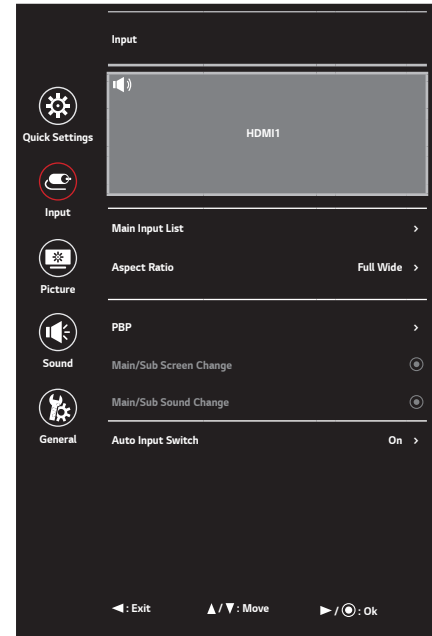 Input
HDMI1
Quick Settings
Input
Main Input List >
Aspect Ratio Full Wide >
Picture
PBP >
Sound
Main/Sub Screen Change
Main/Sub Sound Change
General
Auto Input Switch On >
◄ : Exit ▲/▼ : Move ► / ◉ : Ok